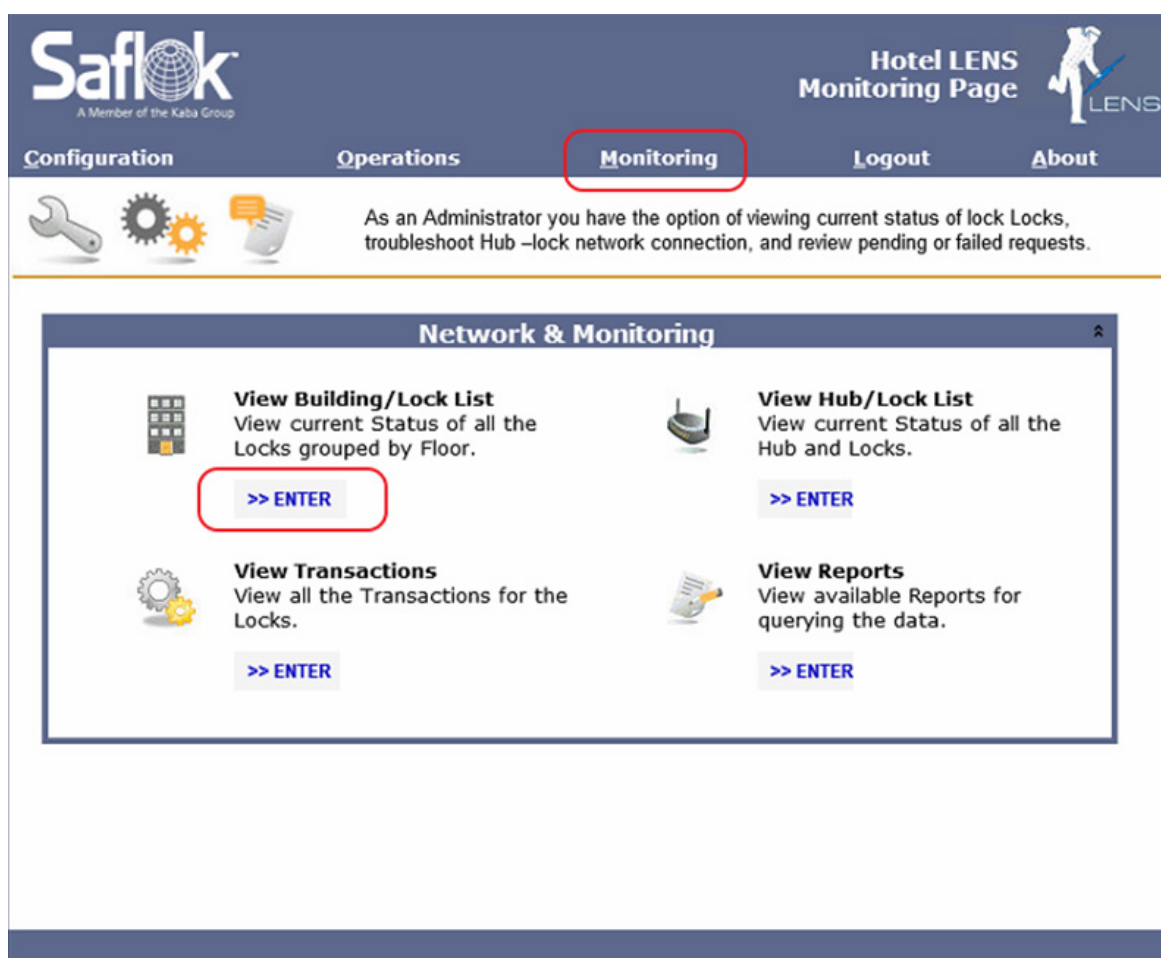 Saflok™
A Member of the Kaba Group
Hotel LENS
Monitoring Page
LENS
Configuration Operations Monitoring Logout About
As an Administrator you have the option of viewing current status of lock Locks,
troubleshoot Hub –lock network connection, and review pending or failed requests.
Network & Monitoring
View Building/Lock List
View current Status of all the
Locks grouped by Floor.
>> ENTER
View Hub/Lock List
View current Status of all the
Hub and Locks.
>> ENTER
View Transactions
View all the Transactions for the
Locks.
>> ENTER
View Reports
View available Reports for
querying the data.
>> ENTER